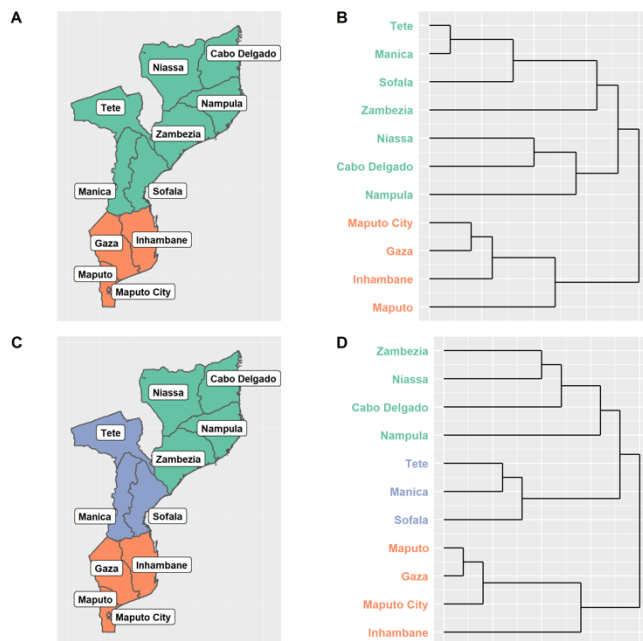 A
Cabo Delgado
Niassa
Nampula
Tete
Zambezia
Manica
Sofala
Gaza
Inhambane
Maputo
Maputo City
B
Tete
Manica
Sofala
Zambezia
Niassa
Cabo Delgado
Nampula
Maputo City
Gaza
Inhambane
Maputo
C
Cabo Delgado
Niassa
Nampula
Tete
Zambezia
Manica
Sofala
Gaza
Inhambane
Maputo
Maputo City
D
Zambezia
Niassa
Cabo Delgado
Nampula
Tete
Manica
Sofala
Maputo
Gaza
Maputo City
Inhambane